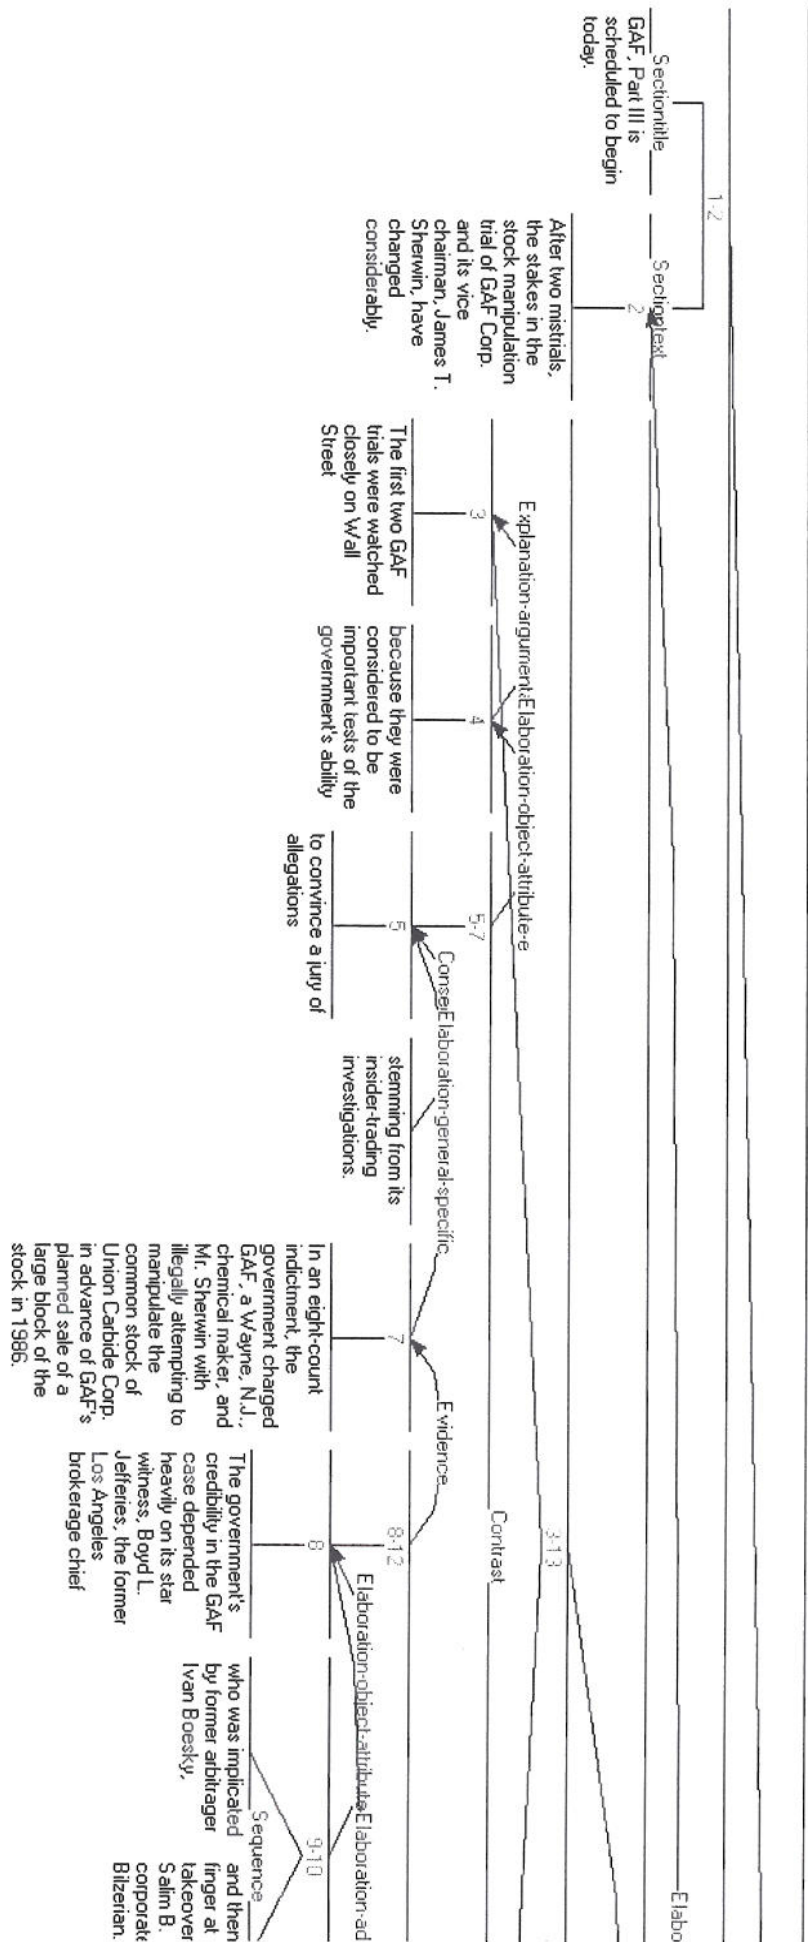 1-2
Sectiontitle
GAF, Part III is
scheduled to begin
today.
Sectiontext
2
After two mistrials,
the stakes in the
stock manipulation
trial of GAF Corp.
and its vice
chairman, James T.
Sherwin, have
changed
considerably.
3-13
Contrast
Explanation-argumenta
Elaboration-object-attribute-e
3
The first two GAF
trials were watched
closely on Wall
Street
4
because they were
considered to be
important tests of the
government's ability
5-7
5
to convince a jury of
allegations
Conse
Elaboration-general-specific
stemming from its
insider-trading
investigations.
7
In an eight-count
indictment, the
government charged
GAF, a Wayne, N.J.,
chemical maker, and
Mr. Sherwin with
illegally attempting to
manipulate the
common stock of
Union Carbide Corp.
in advance of GAF's
planned sale of a
large block of the
stock in 1986.
Evidence
8-12
8
The government's
credibility in the GAF
case depended
heavily on its star
witness, Boyd L.
Jefferies, the former
Los Angeles
brokerage chief
Elaboration-object-attribute
Elaboration-ad
9-10
who was implicated
by former arbitrager
Ivan Boesky,
Sequence
and then
finger at
takeover
Salim B.
corporate
Bilzerian.
Elabo